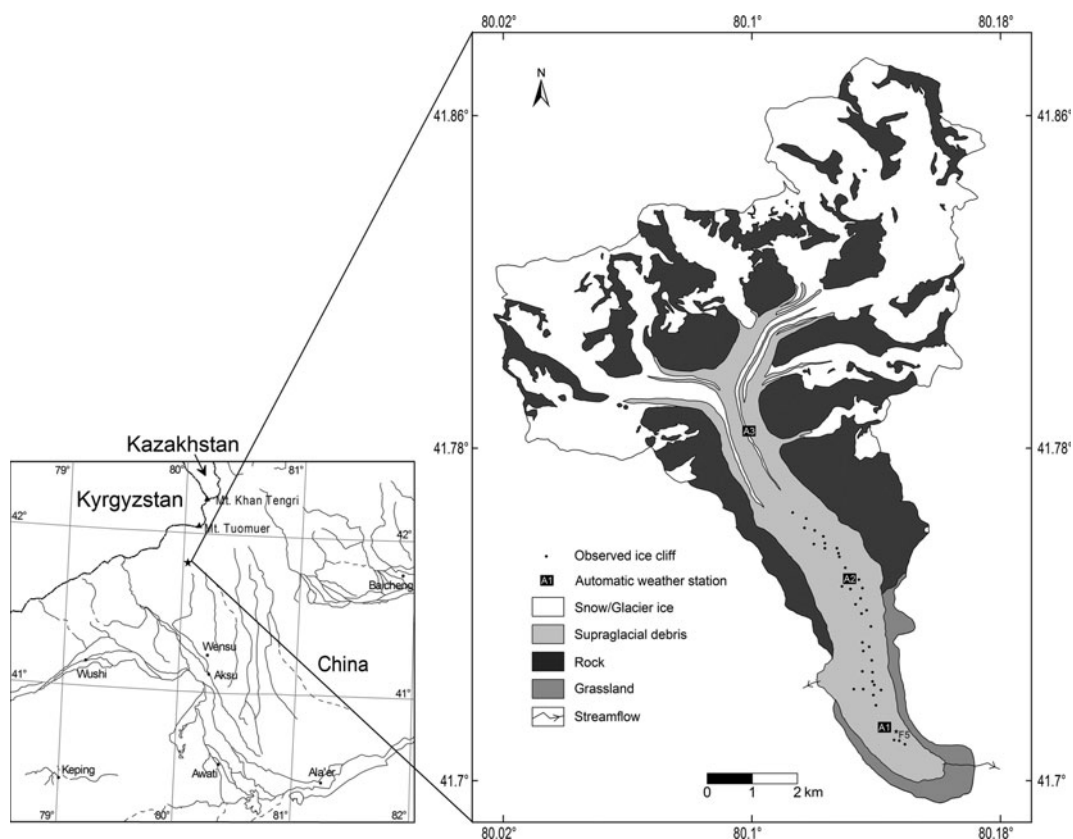 80.02°
80.1°
80.18°
N
41.86°
41.86°
A3
41.78°
41.78°
Observed ice cliff
A1 Automatic weather station
Snow/Glacier ice
Supraglacial debris
Rock
Grassland
Streamflow
A2
A1
F5
41.7°
41.7°
0 1 2 km
80.02°
80.1°
80.18°
Kazakhstan
79°
80°
81°
Kyrgyzstan
Mt. Khan Tengri
42°
Mt. Tuomuer
42°
Baicheng
China
Wensu
41°
Wushi
Aksu
41°
Keping
Awati
Ala'er
79°
80°
81°
82°